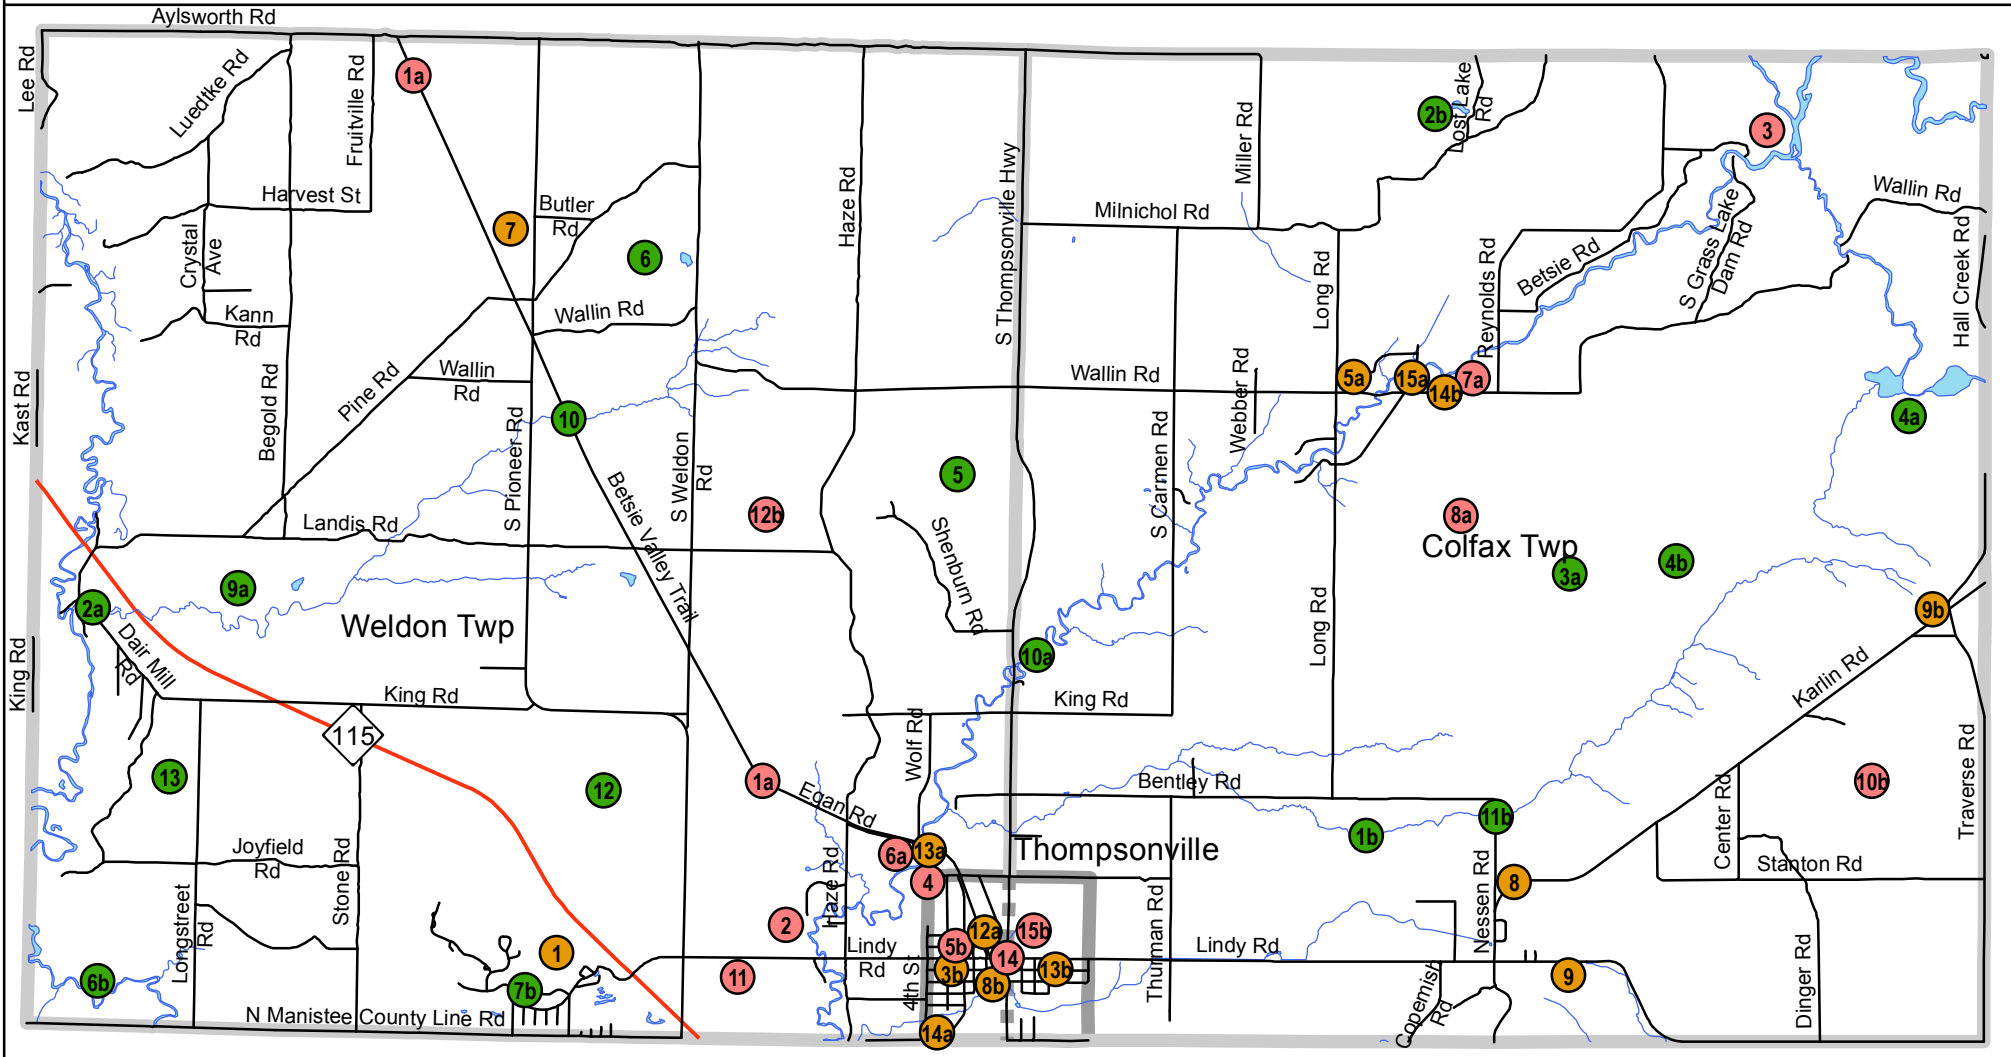 Aylsworth Rd
Lee Rd
Luedtke Rd
Fruitville Rd
1a
Harvest St
Crystal
Ave
Kann
Rd
Begold Rd
Pine Rd
Wallin
Rd
7
Butler
Rd
6
Wallin Rd
Haze Rd
S Thompsonville Hwy
Miller Rd
Milnichol Rd
2b
Lost Lake
Rd
3
Wallin Rd
Hall Creek Rd
S Grass Lake
Dam Rd
Betsie Rd
Reynolds Rd
Long Rd
Wallin Rd
Webber Rd
5a
15a
14b
7a
4a
Kast Rd
10
S Pioneer Rd
S Weldon
Rd
Betsie Valley Trail
12b
5
Shenburn Rd
S Carmen Rd
8a
Colfax Twp
3a
4b
9b
Landis Rd
9a
2a
Dair Mill
Rd
Weldon Twp
King Rd
King Rd
115
10a
King Rd
Long Rd
Karlin Rd
Traverse Rd
10b
Center Rd
Stanton Rd
13
12
1a
Egan Rd
Wolf Rd
Bentley Rd
1b
11b
Nessen Rd
8
Joyfield
Rd
Stone Rd
Longstreet
Rd
6b
1
7b
N Manistee County Line Rd
2
11
Haze Rd
Lindy
Rd
6a
13a
4
Thompsonville
4th St
5b
12a
15b
14
3b
8b
13b
14a
Thurman Rd
Lindy Rd
Copernish
Rd
9
Dinger Rd